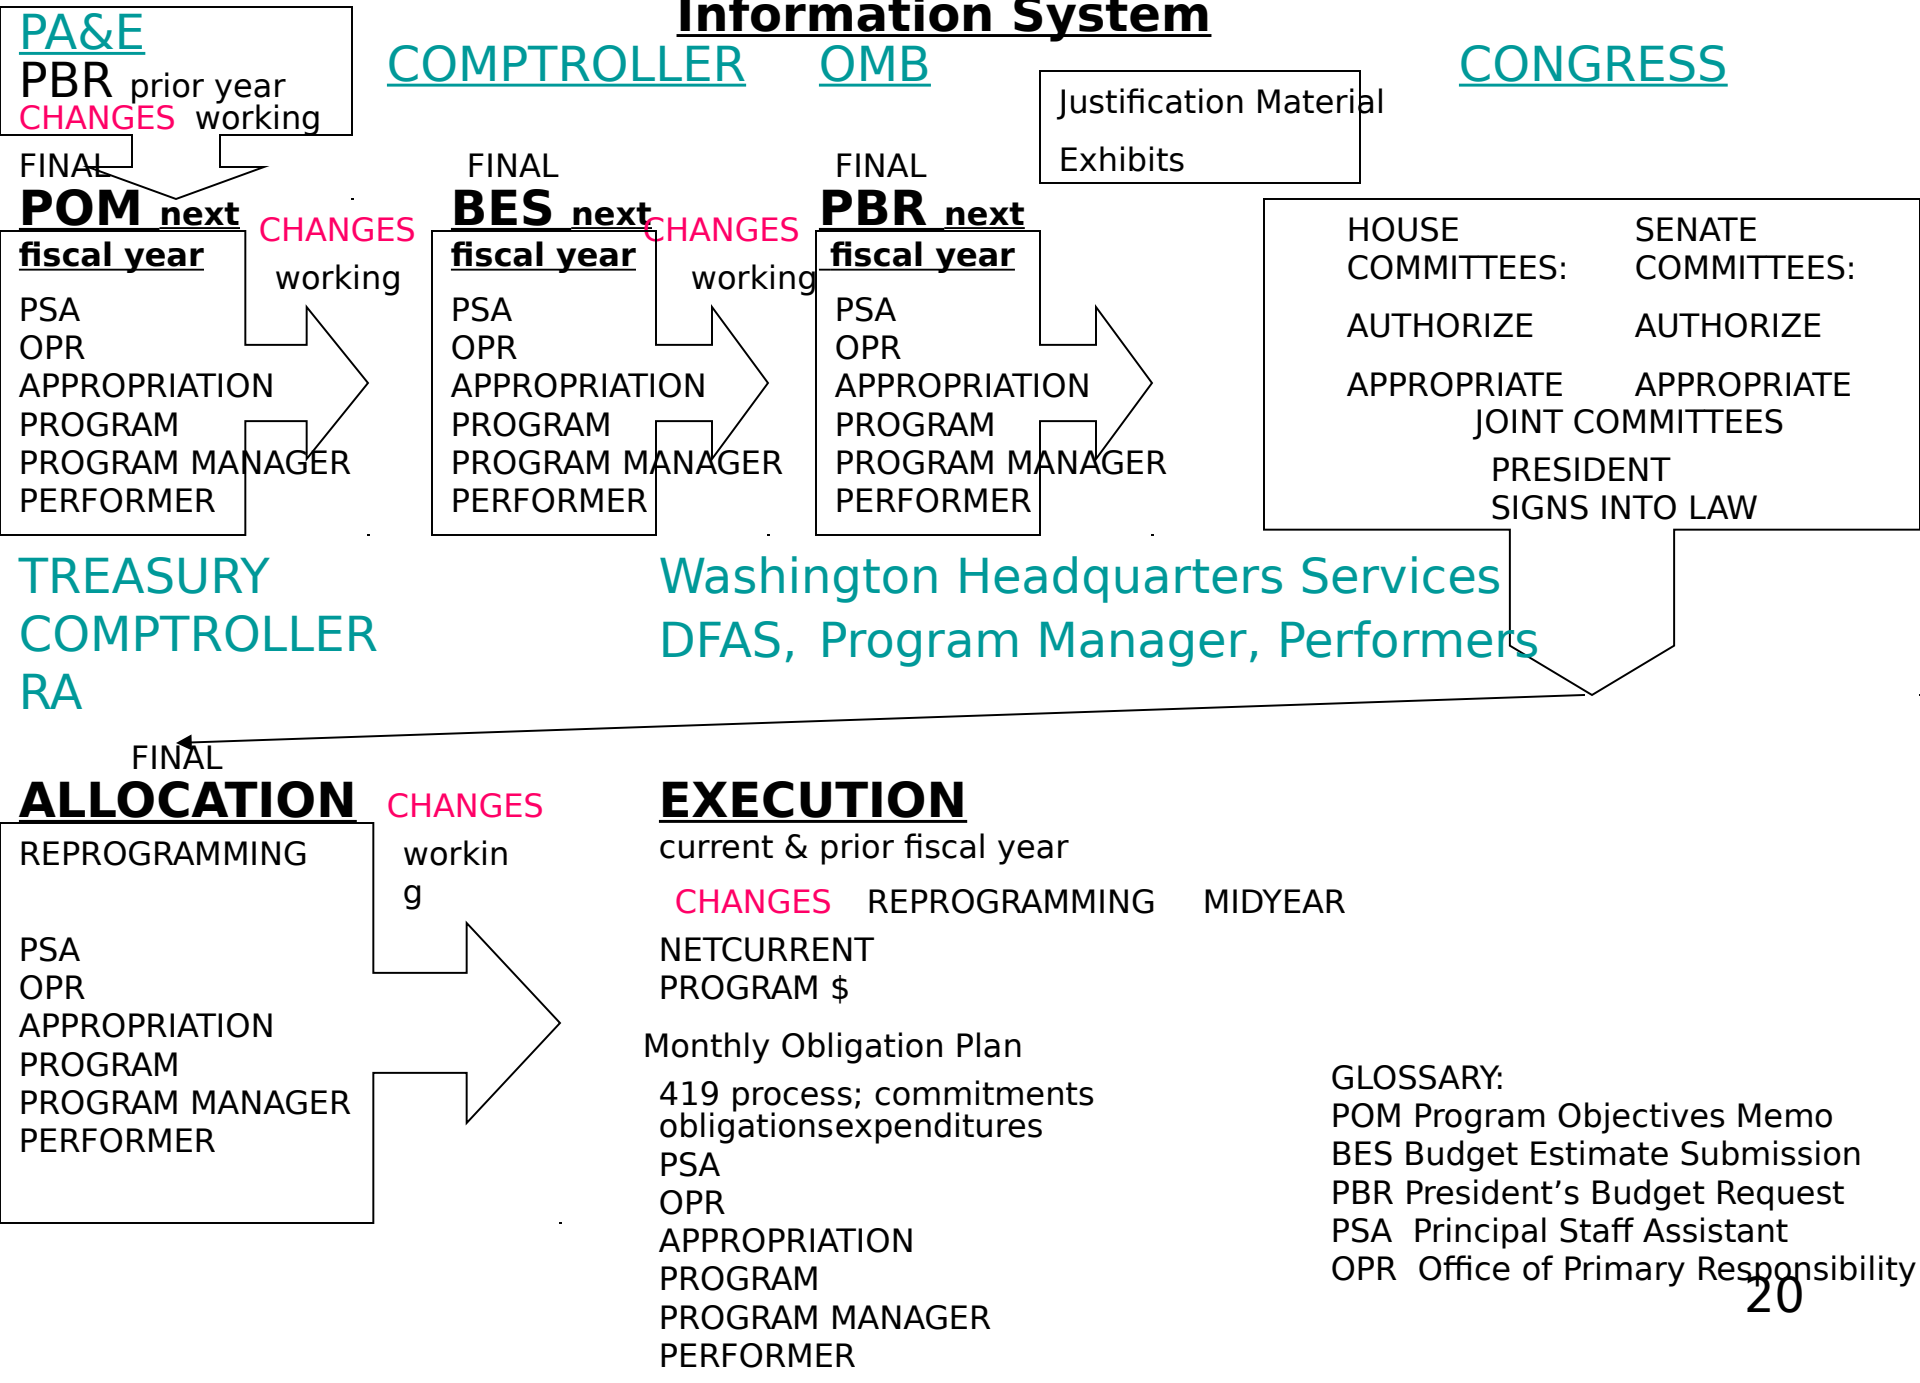 Information System
PA&E
PBR prior year
CHANGES working
COMPTROLLER
OMB
CONGRESS
Justification Material
Exhibits
FINAL
POM next
fiscal year
PSA
OPR
APPROPRIATION
PROGRAM
PROGRAM MANAGER
PERFORMER
CHANGES
working
FINAL
BES next
fiscal year
PSA
OPR
APPROPRIATION
PROGRAM
PROGRAM MANAGER
PERFORMER
CHANGES
working
FINAL
PBR next
fiscal year
PSA
OPR
APPROPRIATION
PROGRAM
PROGRAM MANAGER
PERFORMER
HOUSE
COMMITTEES:
AUTHORIZE
APPROPRIATE
SENATE
COMMITTEES:
AUTHORIZE
APPROPRIATE
JOINT COMMITTEES
PRESIDENT
SIGNS INTO LAW
TREASURY
COMPTROLLER
RA
Washington Headquarters Services
DFAS, Program Manager, Performers
FINAL
ALLOCATION
REPROGRAMMING
PSA
OPR
APPROPRIATION
PROGRAM
PROGRAM MANAGER
PERFORMER
CHANGES
workin
g
EXECUTION
current & prior fiscal year
CHANGES REPROGRAMMING MIDYEAR
NETCURRENT
PROGRAM $
Monthly Obligation Plan
419 process; commitments
obligationsexpenditures
PSA
OPR
APPROPRIATION
PROGRAM
PROGRAM MANAGER
PERFORMER
GLOSSARY:
POM Program Objectives Memo
BES Budget Estimate Submission
PBR President’s Budget Request
PSA Principal Staff Assistant
OPR Office of Primary Responsibility
20